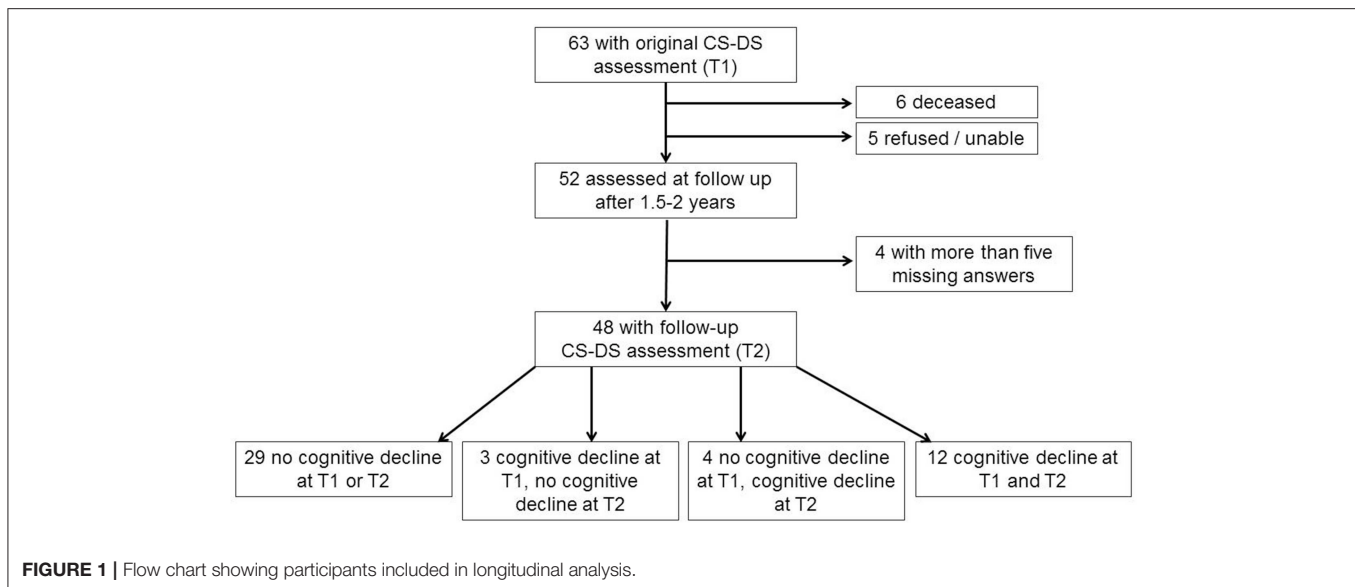 63 with original CS-DS
assessment (T1)
6 deceased
5 refused / unable
52 assessed at follow up
after 1.5-2 years
4 with more than five
missing answers
48 with follow-up
CS-DS assessment (T2)
29 no cognitive decline
at T1 or T2
3 cognitive decline at
T1, no cognitive
decline at T2
4 no cognitive decline
at T1, cognitive decline
at T2
12 cognitive decline at
T1 and T2
FIGURE 1 | Flow chart showing participants included in longitudinal analysis.